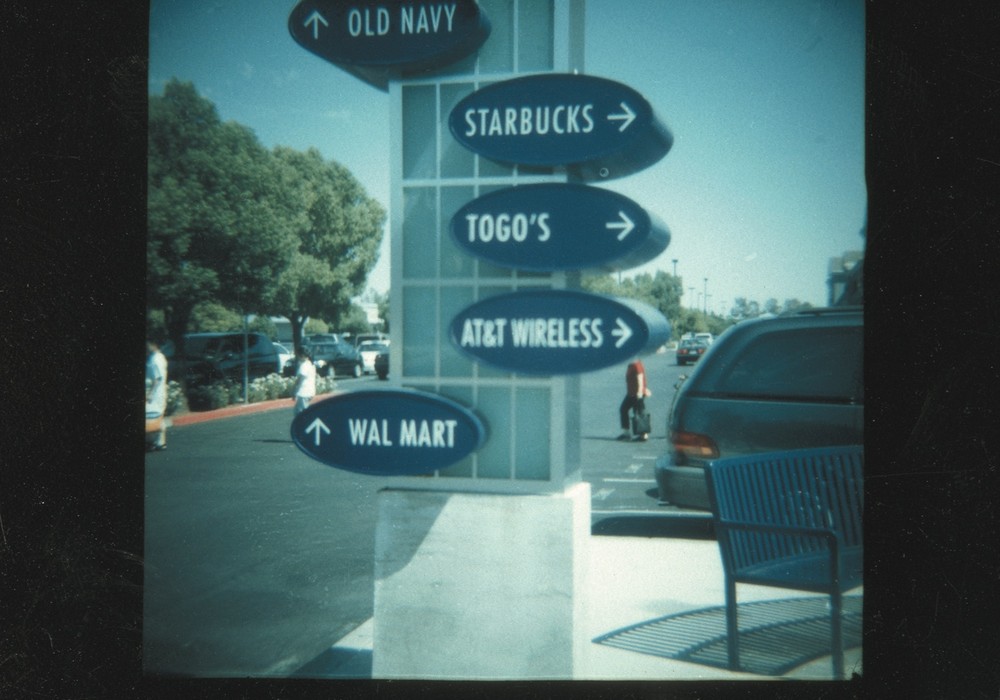 ↑ OLD NAVY
STARBUCKS →
TOGO'S →
AT&T WIRELESS →
↑ WAL MART